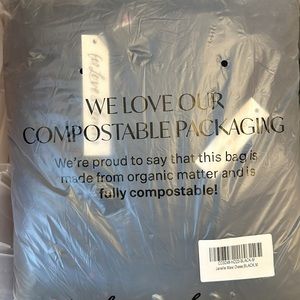 WE LOVE OUR
COMPOSTABLE PACKAGING
We're proud to say that this bag is
made from organic matter and is
fully compostable!